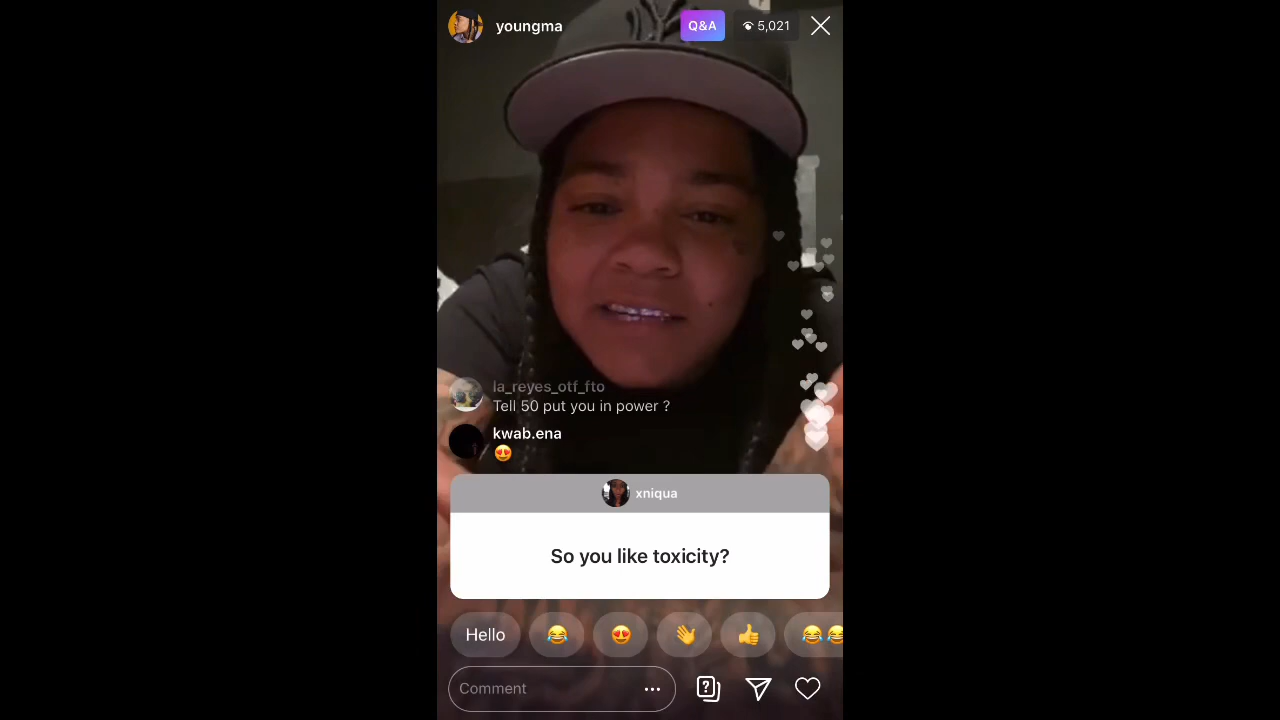 youngma
Q&A
5,021
la_reyes_otf_fto
Tell 50 put you in power ?
kwab.ena
😍
xniqua
So you like toxicity?
Hello 😂 😍 👋 👍 😂😂
Comment